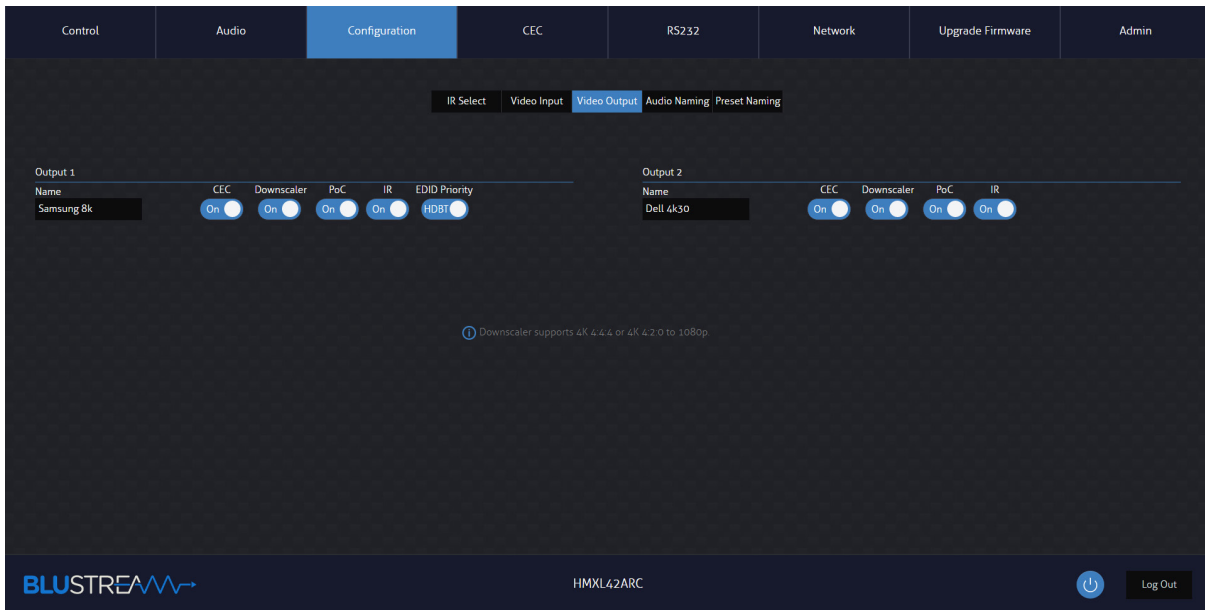 Control Audio Configuration CEC RS232 Network Upgrade Firmware Admin
IR Select Video Input Video Output Audio Naming Preset Naming
Output 1
Name CEC Downscaler PoC IR EDID Priority
Samsung 8k On On On On HDBT
Output 2
Name CEC Downscaler PoC IR
Dell 4k30 On On On On
Downscaler supports 4K 4:4:4 or 4K 4:2:0 to 1080p.
BLUSTREAM HMXL42ARC Log Out